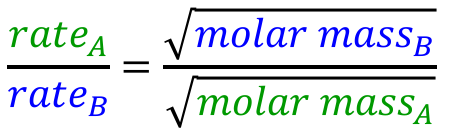 rate_A / rate_B = √(molar mass_B) / √(molar mass_A)